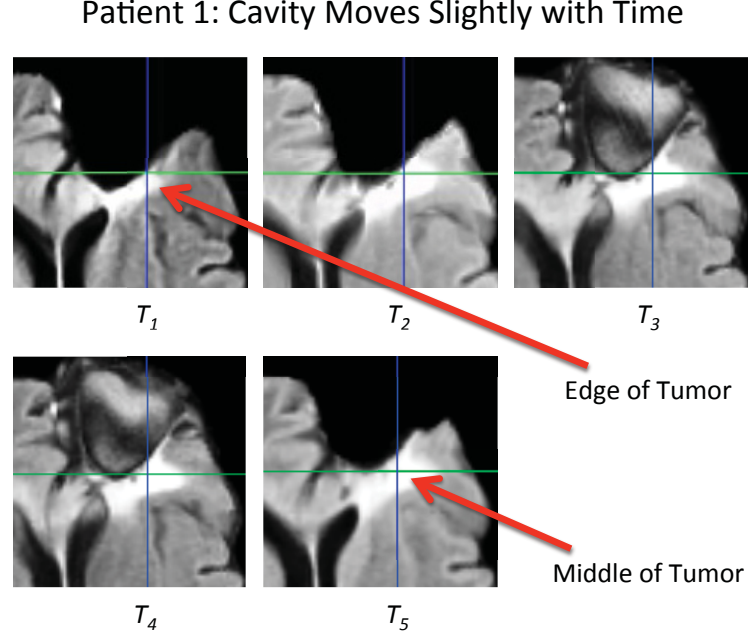 Patient 1: Cavity Moves Slightly with Time
T1
T2
T3
Edge of Tumor
T4
T5
Middle of Tumor